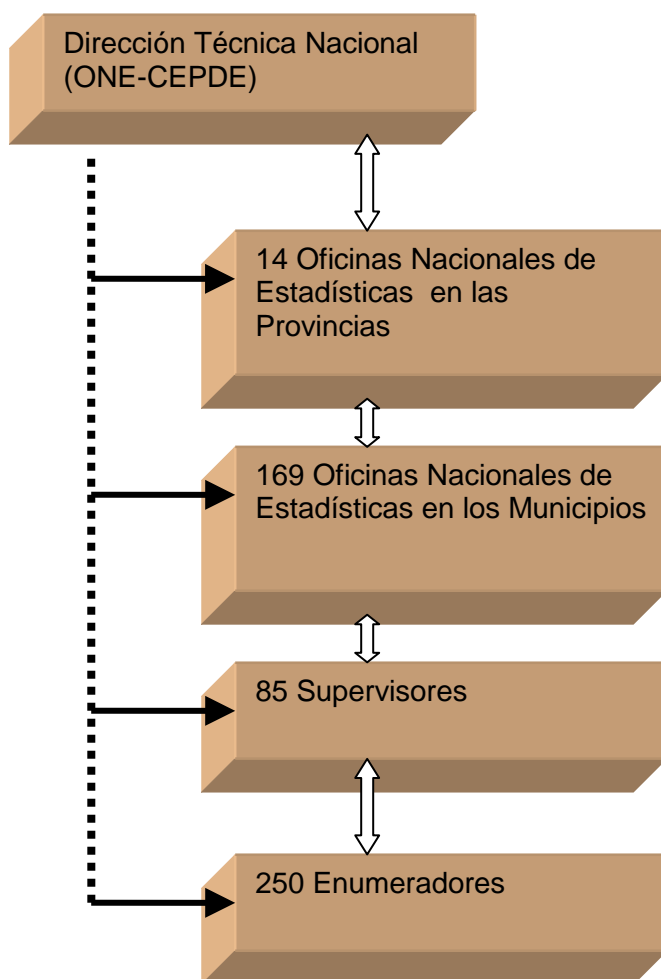 Dirección Técnica Nacional
(ONE-CEPDE)
14 Oficinas Nacionales de
Estadísticas en las
Provincias
169 Oficinas Nacionales de
Estadísticas en los Municipios
85 Supervisores
250 Enumeradores